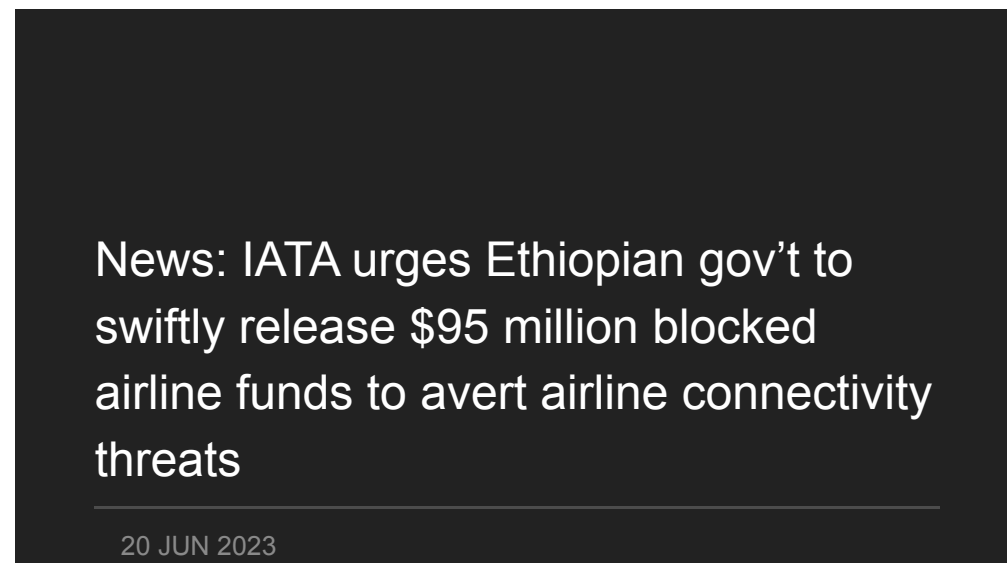 News: IATA urges Ethiopian gov’t to
swiftly release $95 million blocked
airline funds to avert airline connectivity
threats
20 JUN 2023